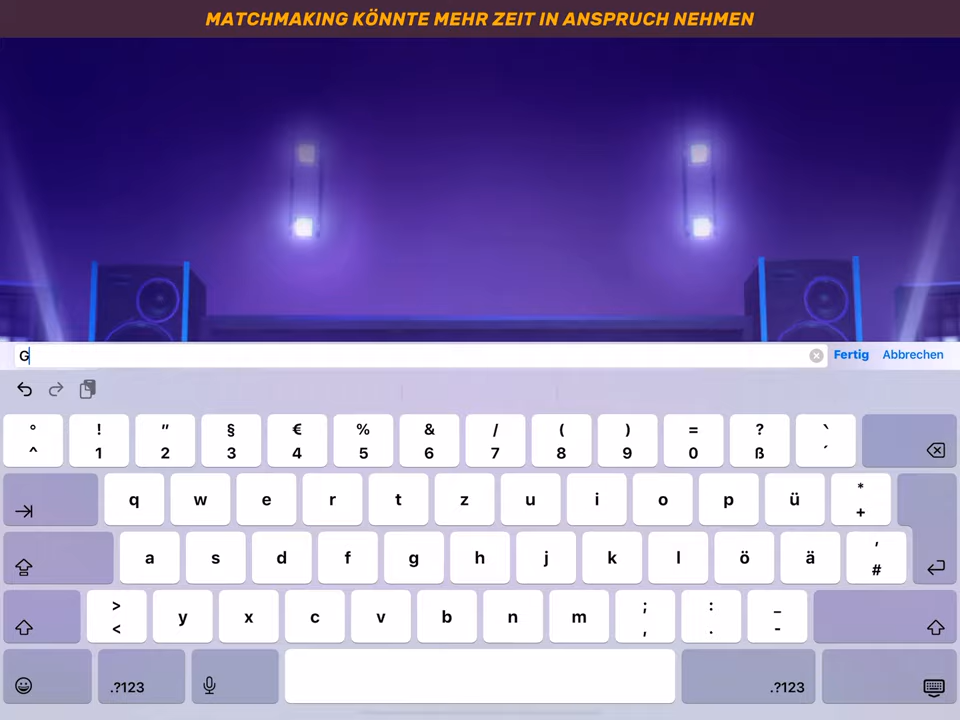 MATCHMAKING KÖNNTE MEHR ZEIT IN ANSPRUCH NEHMEN
G Fertig Abbrechen
° ! " § € % & / ( ) = ? `
^ 1 2 3 4 5 6 7 8 9 0 ß ´
q w e r t z u i o p ü * +
a s d f g h j k l ö ä ' #
> < y x c v b n m ; , : . _ -
.?123 .?123